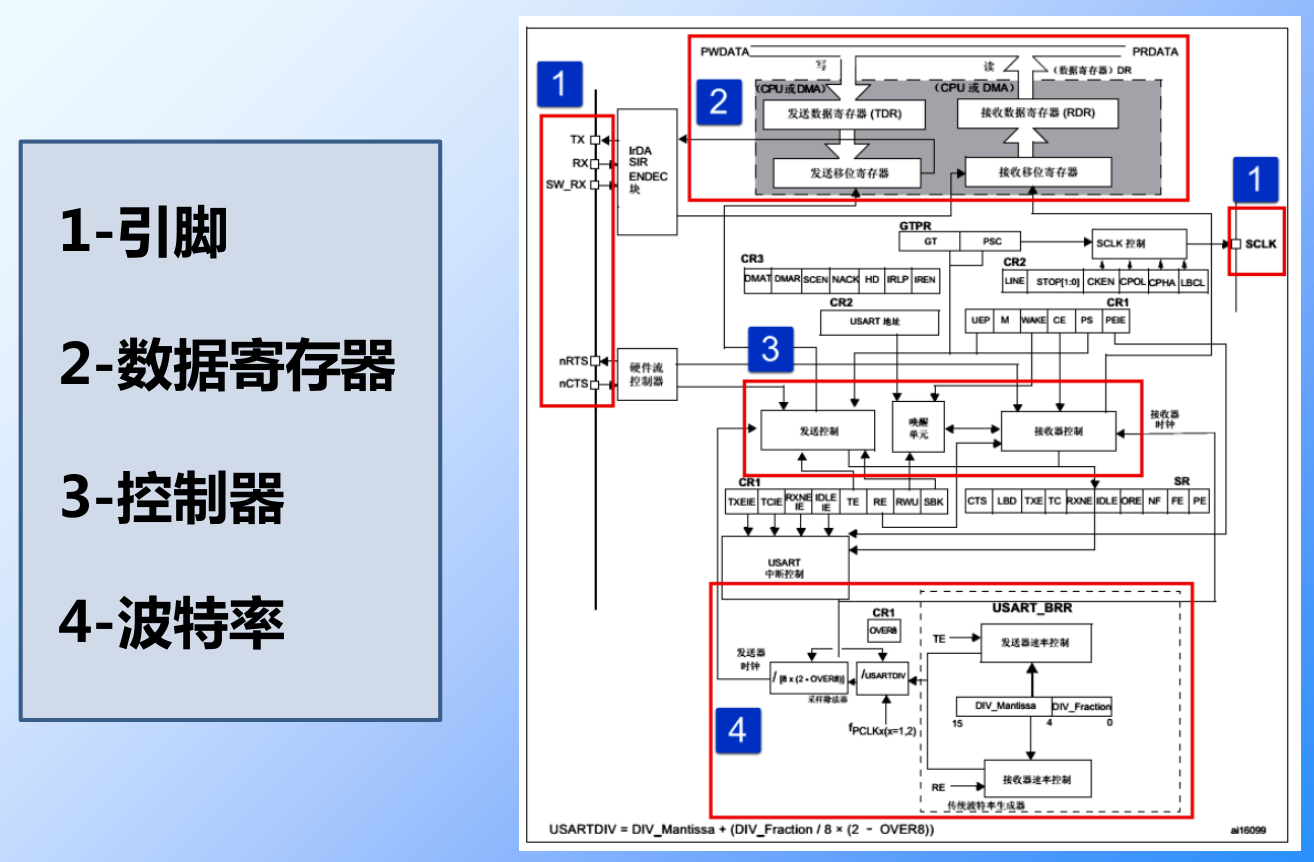 1-引脚
2-数据寄存器
3-控制器
4-波特率
PWDATA
PRDATA
写
读
(数据寄存器) DR
1
2
(CPU或DMA)
(CPU 或 DMA)
发送数据寄存器 (TDR)
接收数据寄存器 (RDR)
TX
RX
SW_RX
IrDA
SIR
ENDEC
块
发送移位寄存器
接收移位寄存器
1
GTPR
GT
PSC
SCLK 控制
SCLK
CR3
DMAT
DMAR
SCEN
NACK
HD
IRLP
IREN
CR2
LINE
STOP[1:0]
CKEN
CPOL
CPHA
LBCL
CR2
USART 地址
CR1
UEP
M
WAKE
CE
PS
PEIE
3
nRTS
nCTS
硬件流
控制器
发送控制
唤醒
单元
接收器控制
接收器
时钟
CR1
TXEIE
TCIE
RXNE
IE
IDLE
IE
TE
RE
RWU
SBK
SR
CTS
LBD
TXE
TC
RXNE
IDLE
ORE
NF
FE
PE
USART
中断控制
CR1
OVER8
USART_BRR
TE
发送器速率控制
发送器
时钟
/ [8 x (2 - OVER8)]
/USARTDIV
采样除法器
DIV_Mantissa
DIV_Fraction
15
4
0
4
fPCLKx(x=1,2)
RE
接收器速率控制
传统波特率生成器
USARTDIV = DIV_Mantissa + (DIV_Fraction / 8 × (2 - OVER8))
ai16099